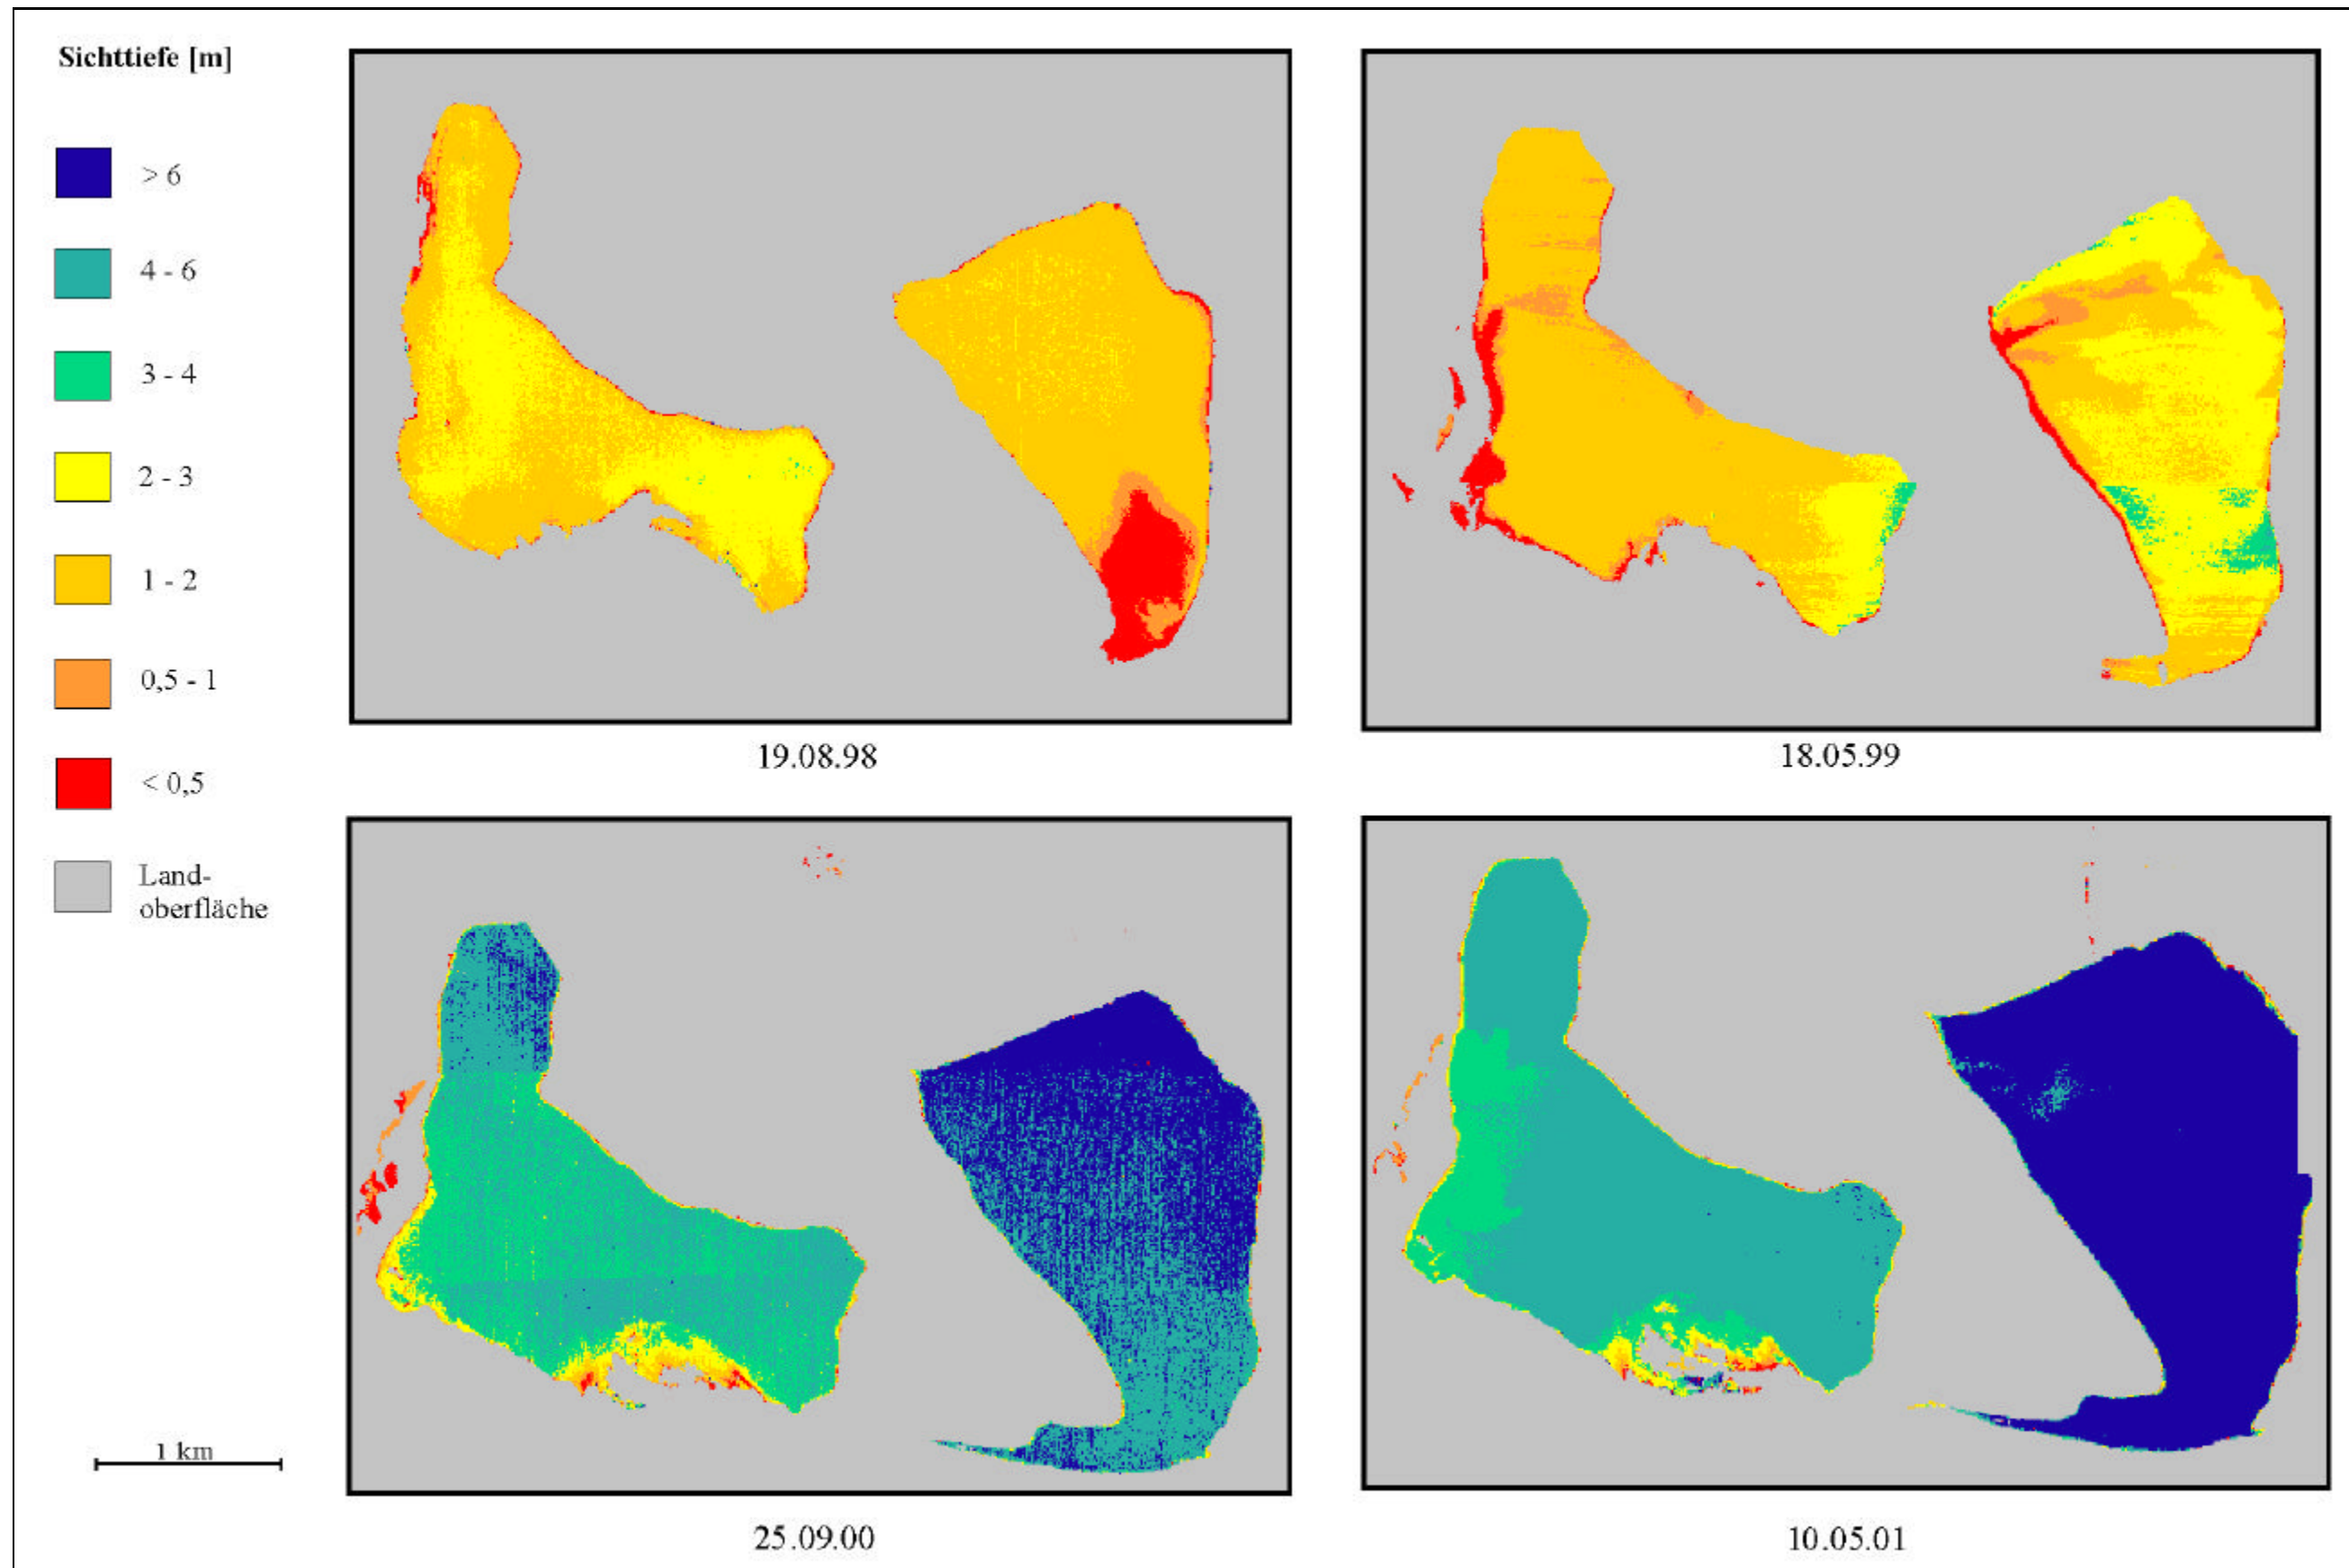 Sichttiefe [m]
> 6
4 - 6
3 - 4
2 - 3
1 - 2
0,5 - 1
< 0,5
Land-
oberfläche
1 km
19.08.98
18.05.99
25.09.00
10.05.01